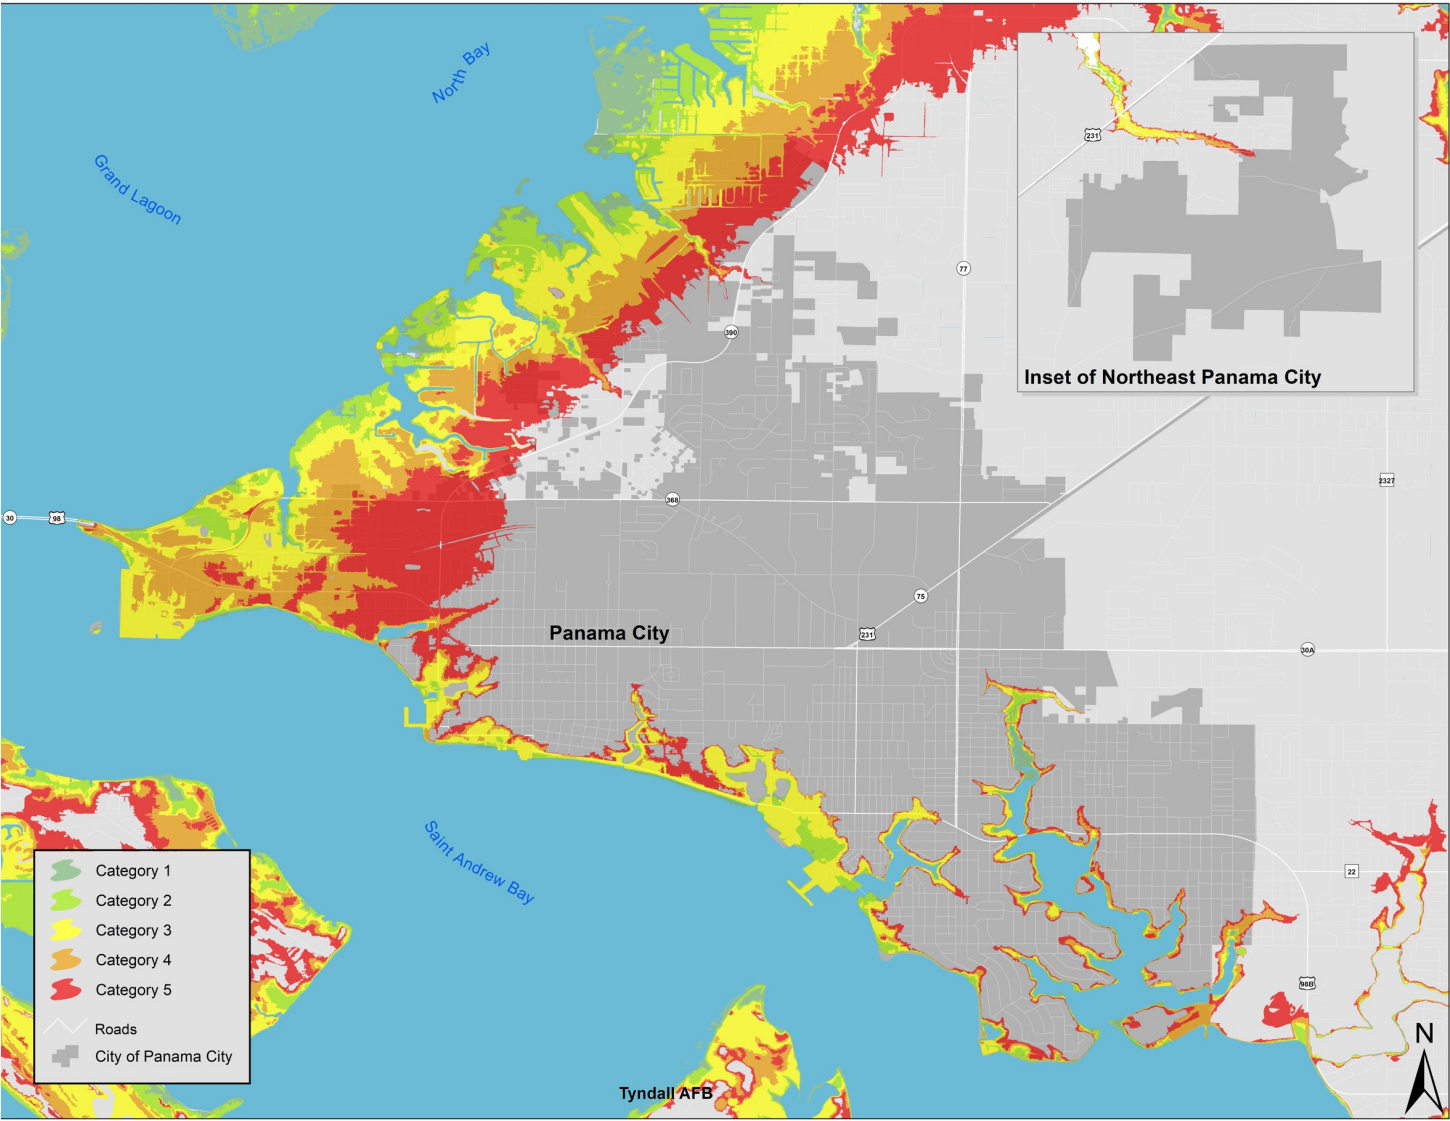 North Bay
Grand Lagoon
231
Inset of Northeast Panama City
77
390
2327
368
30
98
75
231
Panama City
30A
Saint Andrew Bay
22
98B
Category 1
Category 2
Category 3
Category 4
Category 5
Roads
City of Panama City
Tyndall AFB
N